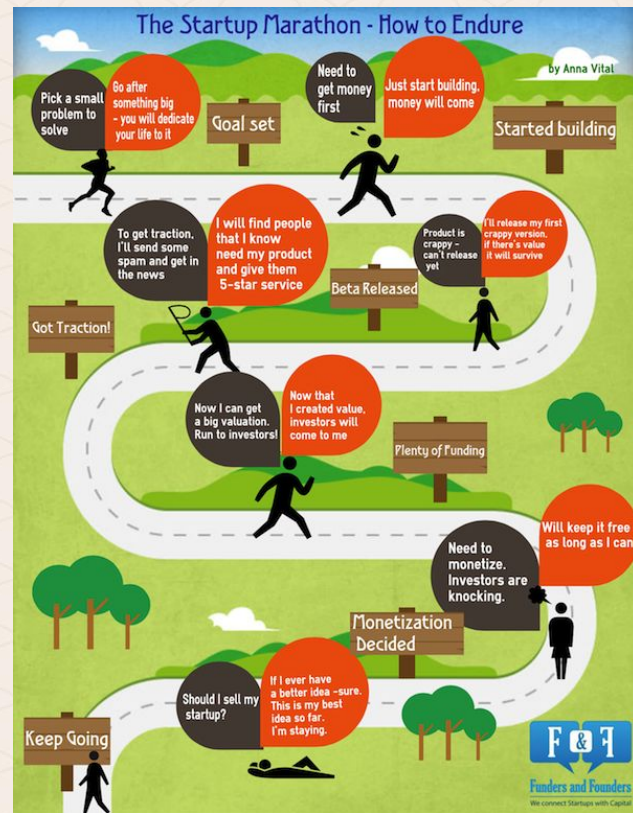 The Startup Marathon - How to Endure
by Anna Vital
Pick a small
problem to
solve
Go after
something big
- you will dedicate
your life to it
Goal set
Need to
get money
first
Just start building,
money will come
Started building
To get traction,
I'll send some
spam and get in
the news
I will find people
that I know
need my product
and give them
5-star service
Product is
crappy -
can't release
yet
I'll release my first
crappy version,
if there's value
it will survive
Beta Released
Got Traction!
Now I can get
a big valuation.
Run to investors!
Now that
I created value,
investors will
come to me
Plenty of Funding
Need to
monetize.
Investors are
knocking.
Will keep it free
as long as I can
Monetization
Decided
Should I sell my
startup?
If I ever have
a better idea -sure.
This is my best
idea so far.
I'm staying.
Keep Going
F & F
Funders and Founders
We connect Startups with Capital